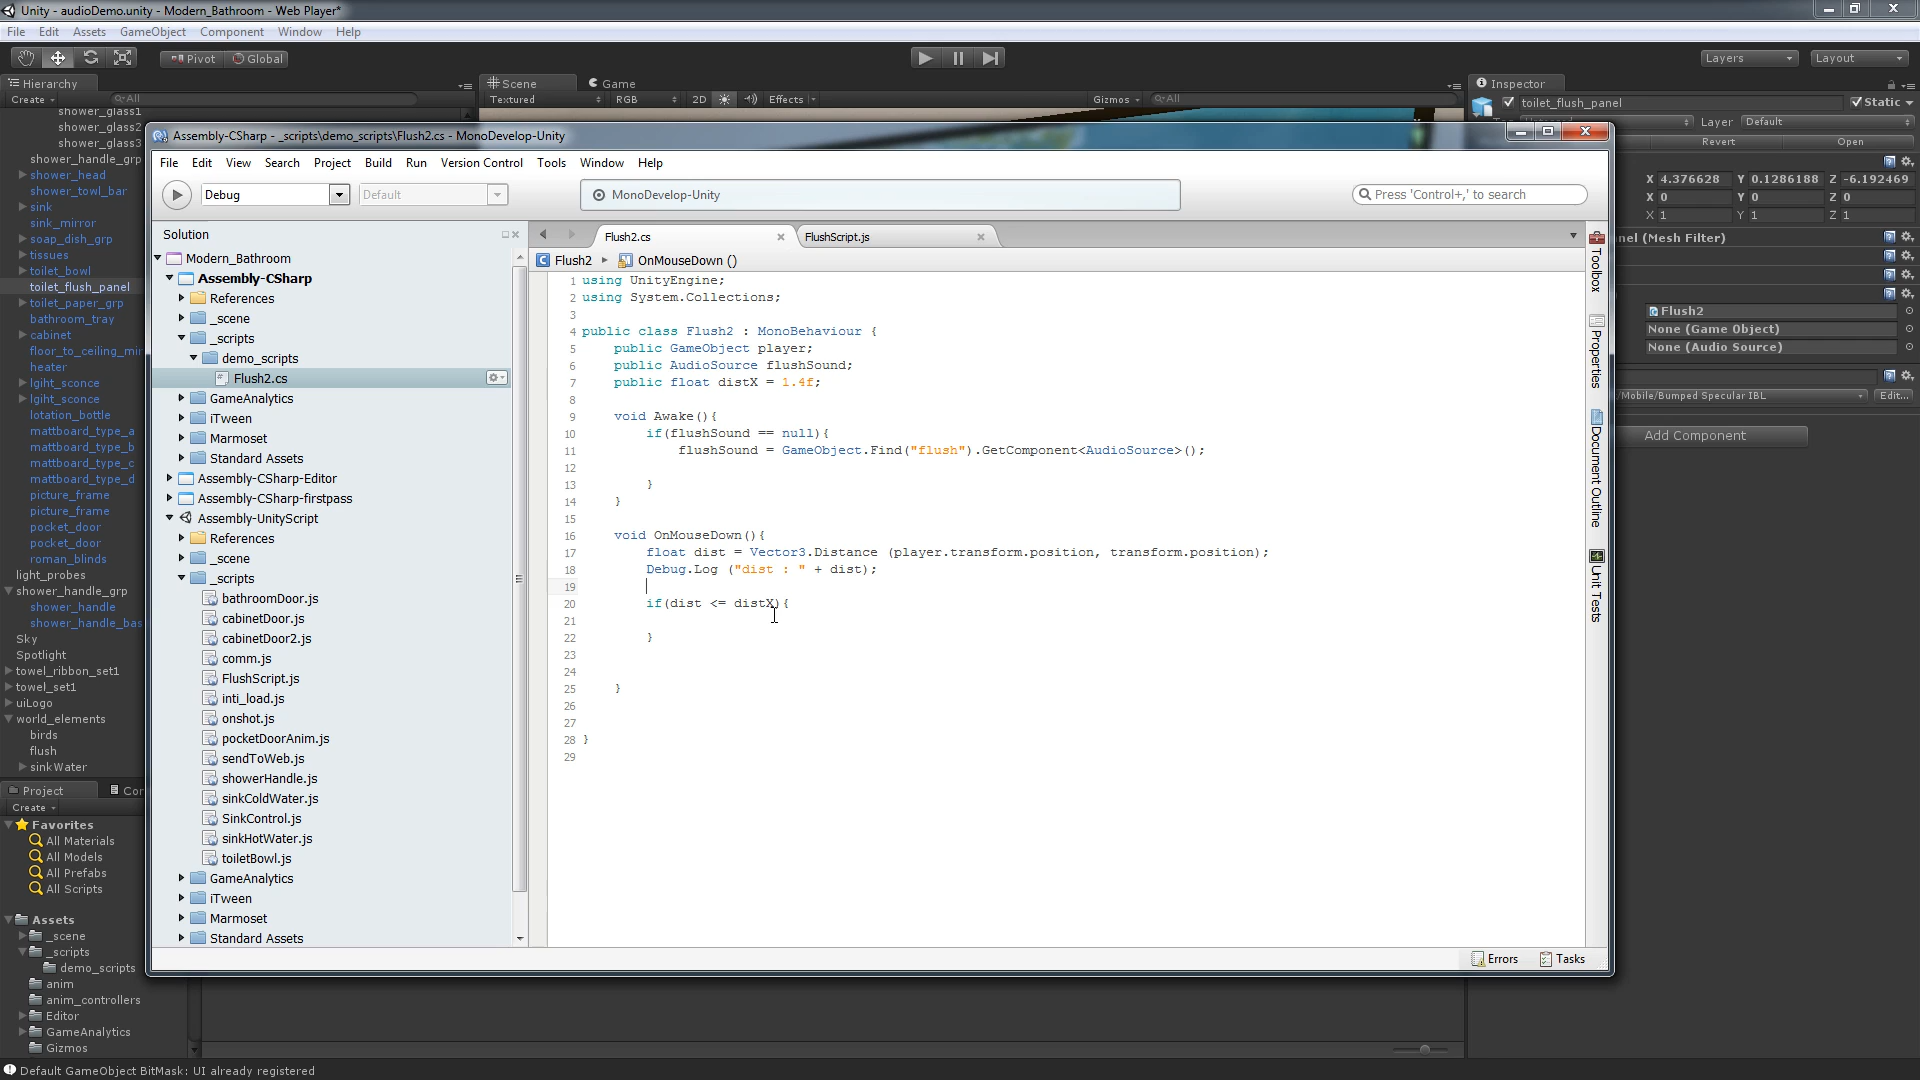 Unity - audioDemo.unity - Modern_Bathroom - Web Player*
File Edit Assets GameObject Component Window Help
Pivot Global Layers Layout
Hierarchy Scene Game Inspector
Create All Textured RGB 2D Effects Gizmos All toilet_flush_panel Static
Layer Default
Revert Open
X 4.376628 Y 0.1286188 Z -6.192469
X 0 Y 0 Z 0
X 1 Y 1 Z 1
(Mesh Filter)
Flush2
None (Game Object)
None (Audio Source)
/Mobile/Bumped Specular IBL Edit...
Add Component
shower_glass1
shower_glass2
shower_glass3
shower_handle_grp
shower_head
shower_towl_bar
sink
sink_mirror
soap_dish_grp
tissues
toilet_bowl
toilet_flush_panel
toilet_paper_grp
bathroom_tray
cabinet
floor_to_ceiling_mir
heater
lgiht_sconce
lgiht_sconce
lotation_bottle
mattboard_type_a
mattboard_type_b
mattboard_type_c
mattboard_type_d
picture_frame
picture_frame
pocket_door
pocket_door
roman_blinds
light_probes
shower_handle_grp
shower_handle
shower_handle_bas
Sky
Spotlight
towel_ribbon_set1
towel_set1
uiLogo
world_elements
birds
flush
sinkWater
Project Con
Create
Favorites
All Materials
All Models
All Prefabs
All Scripts
Assets
_scene
_scripts
demo_scripts
anim
anim_controllers
Editor
GameAnalytics
Gizmos
Default GameObject BitMask: UI already registered
Assembly-CSharp - _scripts\demo_scripts\Flush2.cs - MonoDevelop-Unity
File Edit View Search Project Build Run Version Control Tools Window Help
Debug Default MonoDevelop-Unity Press 'Control+,' to search
Solution
Modern_Bathroom
Assembly-CSharp
References
_scene
_scripts
demo_scripts
Flush2.cs
GameAnalytics
iTween
Marmoset
Standard Assets
Assembly-CSharp-Editor
Assembly-CSharp-firstpass
Assembly-UnityScript
References
_scene
_scripts
bathroomDoor.js
cabinetDoor.js
cabinetDoor2.js
comm.js
FlushScript.js
inti_load.js
onshot.js
pocketDoorAnim.js
sendToWeb.js
showerHandle.js
sinkColdWater.js
SinkControl.js
sinkHotWater.js
toiletBowl.js
GameAnalytics
iTween
Marmoset
Standard Assets
Flush2.cs FlushScript.js
Flush2 OnMouseDown ()
1 using UnityEngine;
2 using System.Collections;
3
4 public class Flush2 : MonoBehaviour {
5 public GameObject player;
6 public AudioSource flushSound;
7 public float distX = 1.4f;
8
9 void Awake(){
10 if(flushSound == null){
11 flushSound = GameObject.Find("flush").GetComponent<AudioSource>();
12
13 }
14 }
15
16 void OnMouseDown(){
17 float dist = Vector3.Distance (player.transform.position, transform.position);
18 Debug.Log ("dist : " + dist);
19
20 if(dist <= distX){
21
22 }
23
24
25 }
26
27
28 }
29
Toolbox
Properties
Document Outline
Unit Tests
Errors Tasks